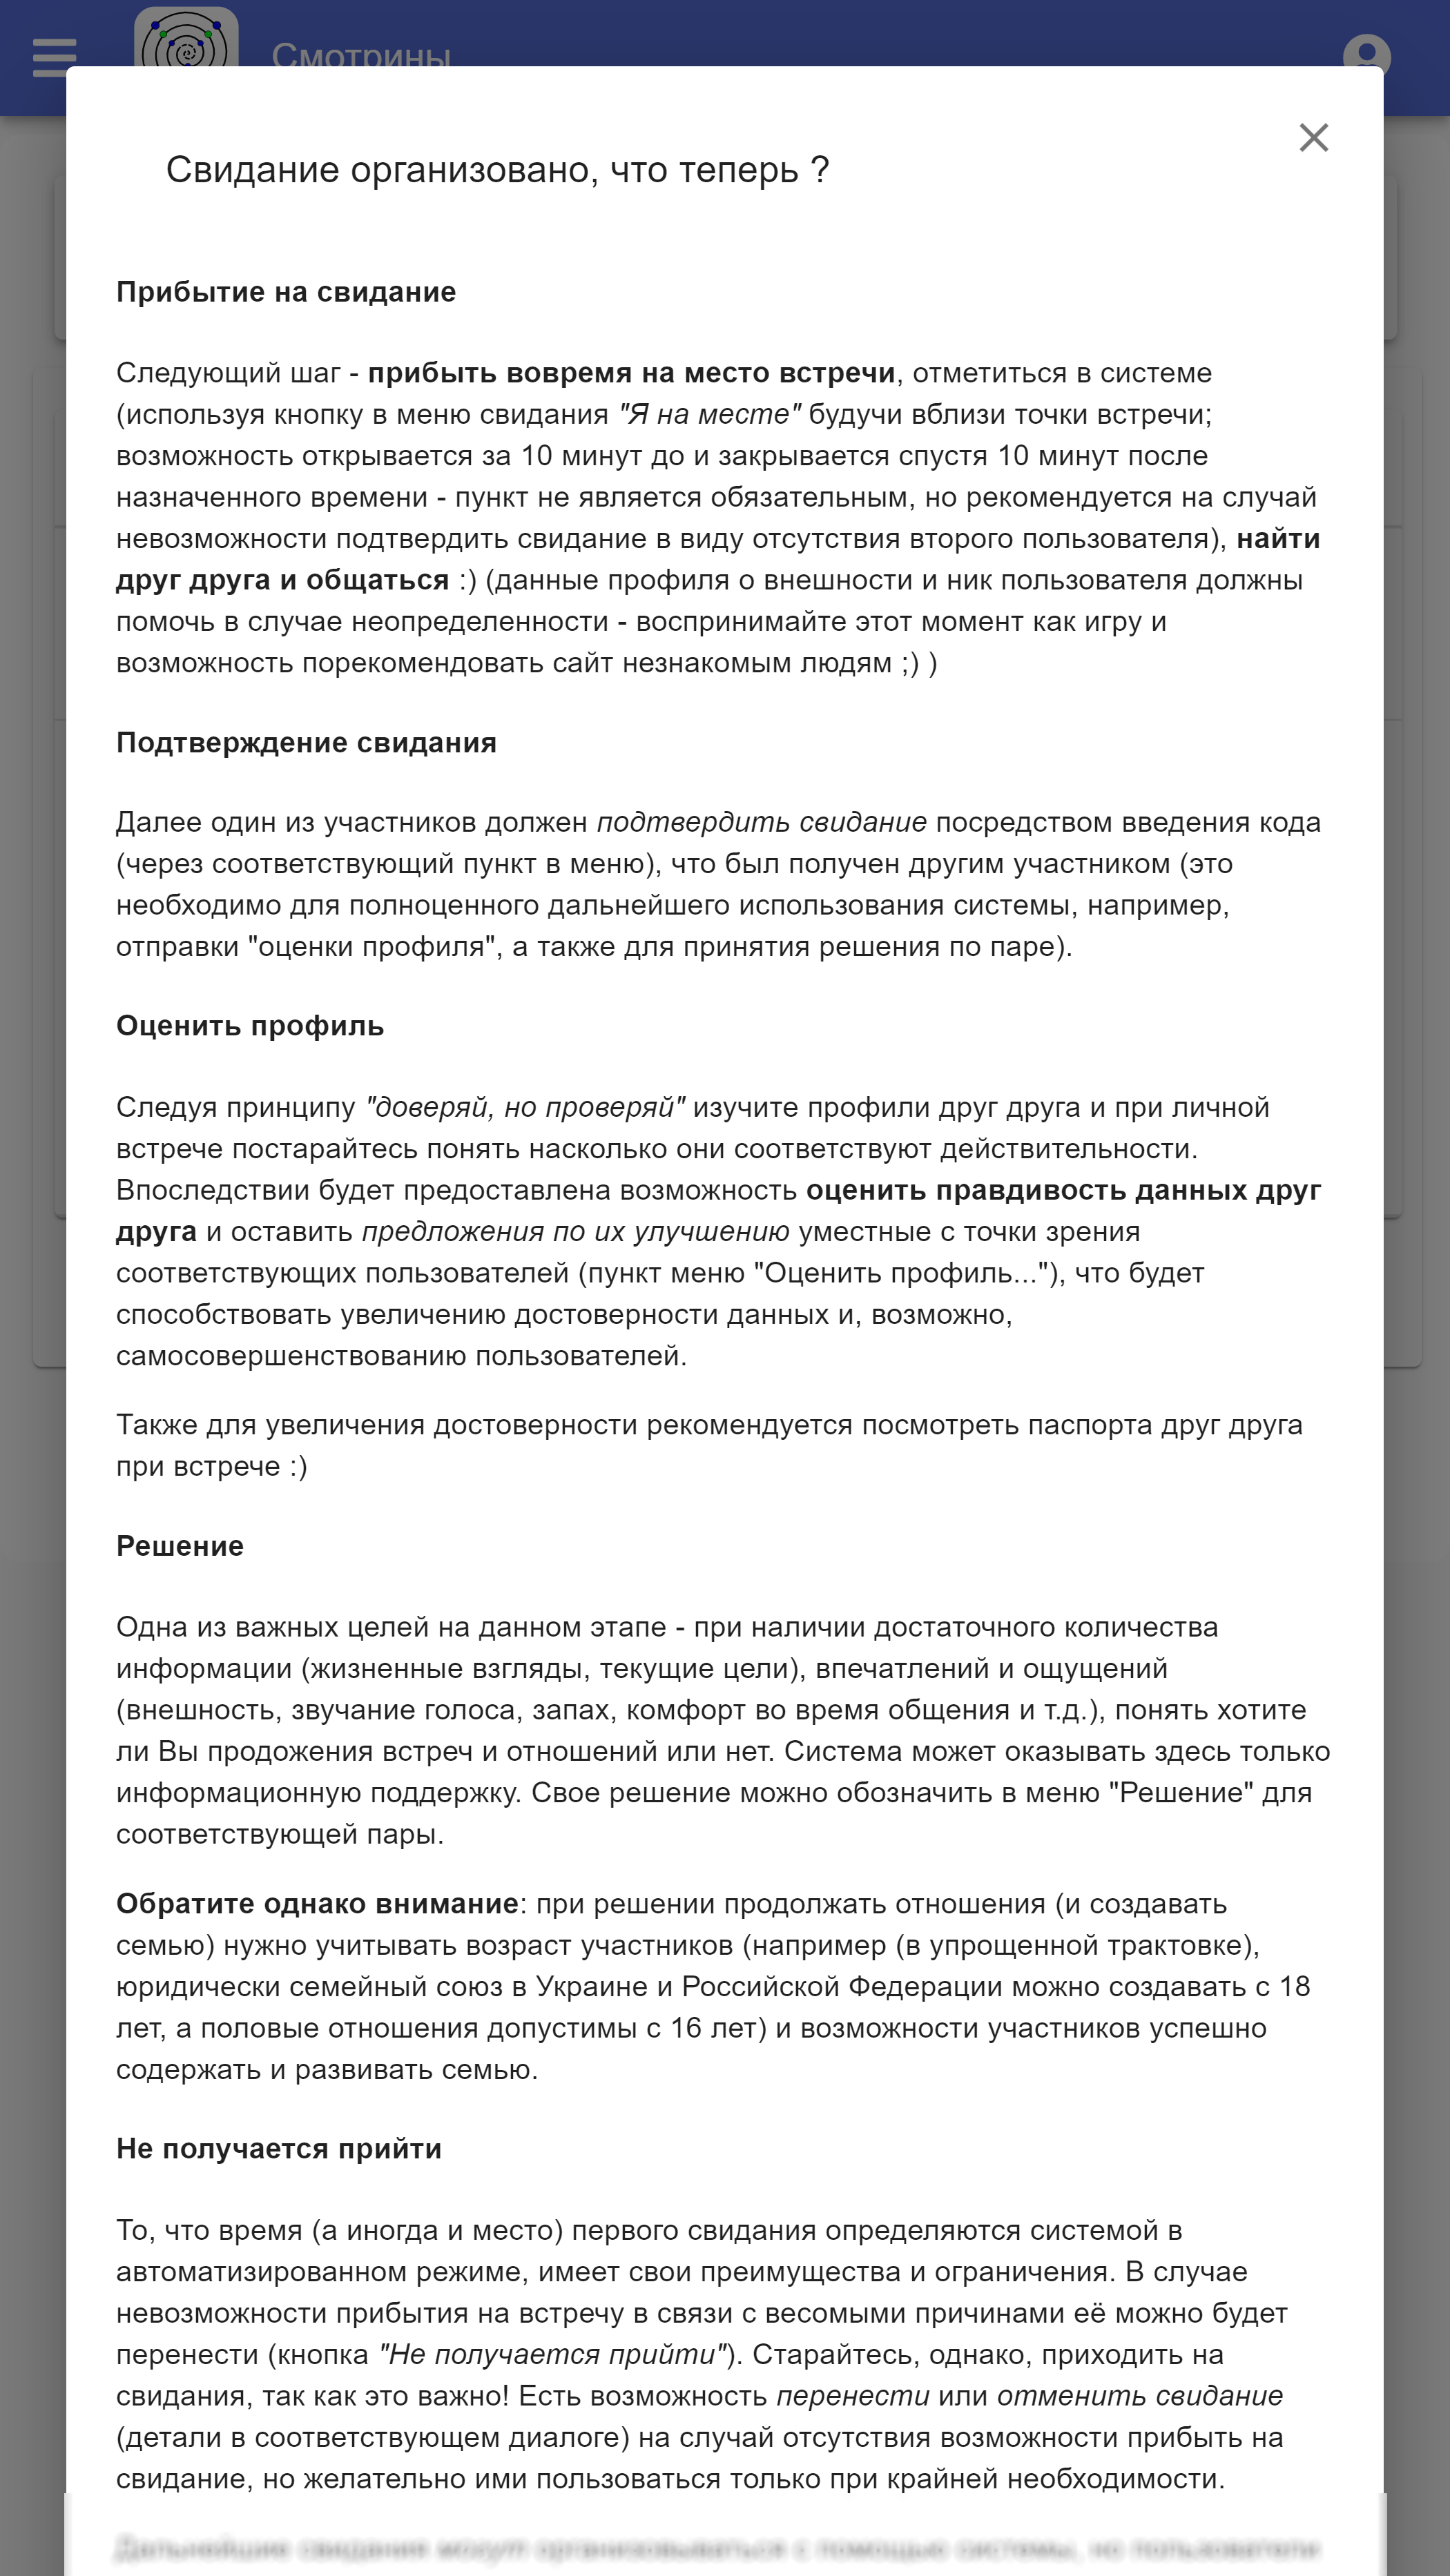 Смотрины
Свидание организовано, что теперь ?
Прибытие на свидание
Следующий шаг - прибыть вовремя на место встречи, отметиться в системе
(используя кнопку в меню свидания "Я на месте" будучи вблизи точки встречи;
возможность открывается за 10 минут до и закрывается спустя 10 минут после
назначенного времени - пункт не является обязательным, но рекомендуется на случай
невозможности подтвердить свидание в виду отсутствия второго пользователя), найти
друг друга и общаться :) (данные профиля о внешности и ник пользователя должны
помочь в случае неопределенности - воспринимайте этот момент как игру и
возможность порекомендовать сайт незнакомым людям ;) )
Подтверждение свидания
Далее один из участников должен подтвердить свидание посредством введения кода
(через соответствующий пункт в меню), что был получен другим участником (это
необходимо для полноценного дальнейшего использования системы, например,
отправки "оценки профиля", а также для принятия решения по паре).
Оценить профиль
Следуя принципу "доверяй, но проверяй" изучите профили друг друга и при личной
встрече постарайтесь понять насколько они соответствуют действительности.
Впоследствии будет предоставлена возможность оценить правдивость данных друг
друга и оставить предложения по их улучшению уместные с точки зрения
соответствующих пользователей (пункт меню "Оценить профиль..."), что будет
способствовать увеличению достоверности данных и, возможно,
самосовершенствованию пользователей.
Также для увеличения достоверности рекомендуется посмотреть паспорта друг друга
при встрече :)
Решение
Одна из важных целей на данном этапе - при наличии достаточного количества
информации (жизненные взгляды, текущие цели), впечатлений и ощущений
(внешность, звучание голоса, запах, комфорт во время общения и т.д.), понять хотите
ли Вы продожения встреч и отношений или нет. Система может оказывать здесь только
информационную поддержку. Свое решение можно обозначить в меню "Решение" для
соответствующей пары.
Обратите однако внимание: при решении продолжать отношения (и создавать
семью) нужно учитывать возраст участников (например (в упрощенной трактовке),
юридически семейный союз в Украине и Российской Федерации можно создавать с 18
лет, а половые отношения допустимы с 16 лет) и возможности участников успешно
содержать и развивать семью.
Не получается прийти
То, что время (а иногда и место) первого свидания определяются системой в
автоматизированном режиме, имеет свои преимущества и ограничения. В случае
невозможности прибытия на встречу в связи с весомыми причинами её можно будет
перенести (кнопка "Не получается прийти"). Старайтесь, однако, приходить на
свидания, так как это важно! Есть возможность перенести или отменить свидание
(детали в соответствующем диалоге) на случай отсутствия возможности прибыть на
свидание, но желательно ими пользоваться только при крайней необходимости.
Дальнейшие свидания могут организовываться с помощью системы, но пользователи